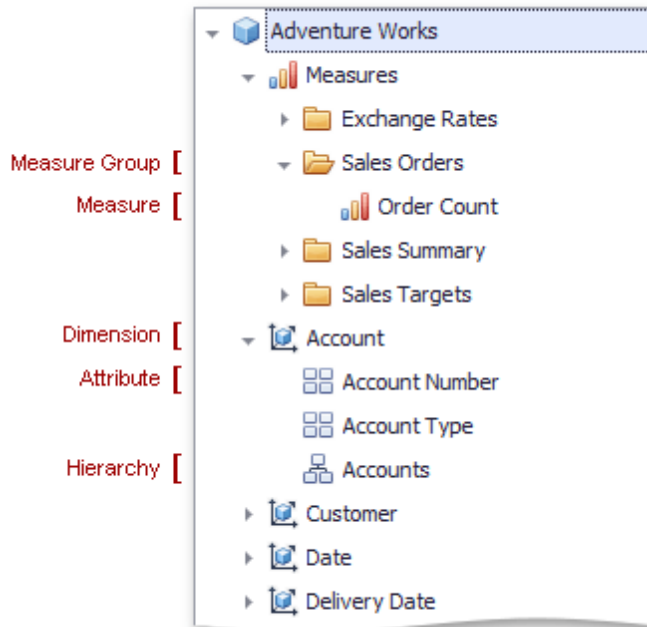 Adventure Works
Measures
Exchange Rates
Measure Group [ Sales Orders
Measure [ Order Count
Sales Summary
Sales Targets
Dimension [ Account
Attribute [ Account Number
Account Type
Hierarchy [ Accounts
Customer
Date
Delivery Date